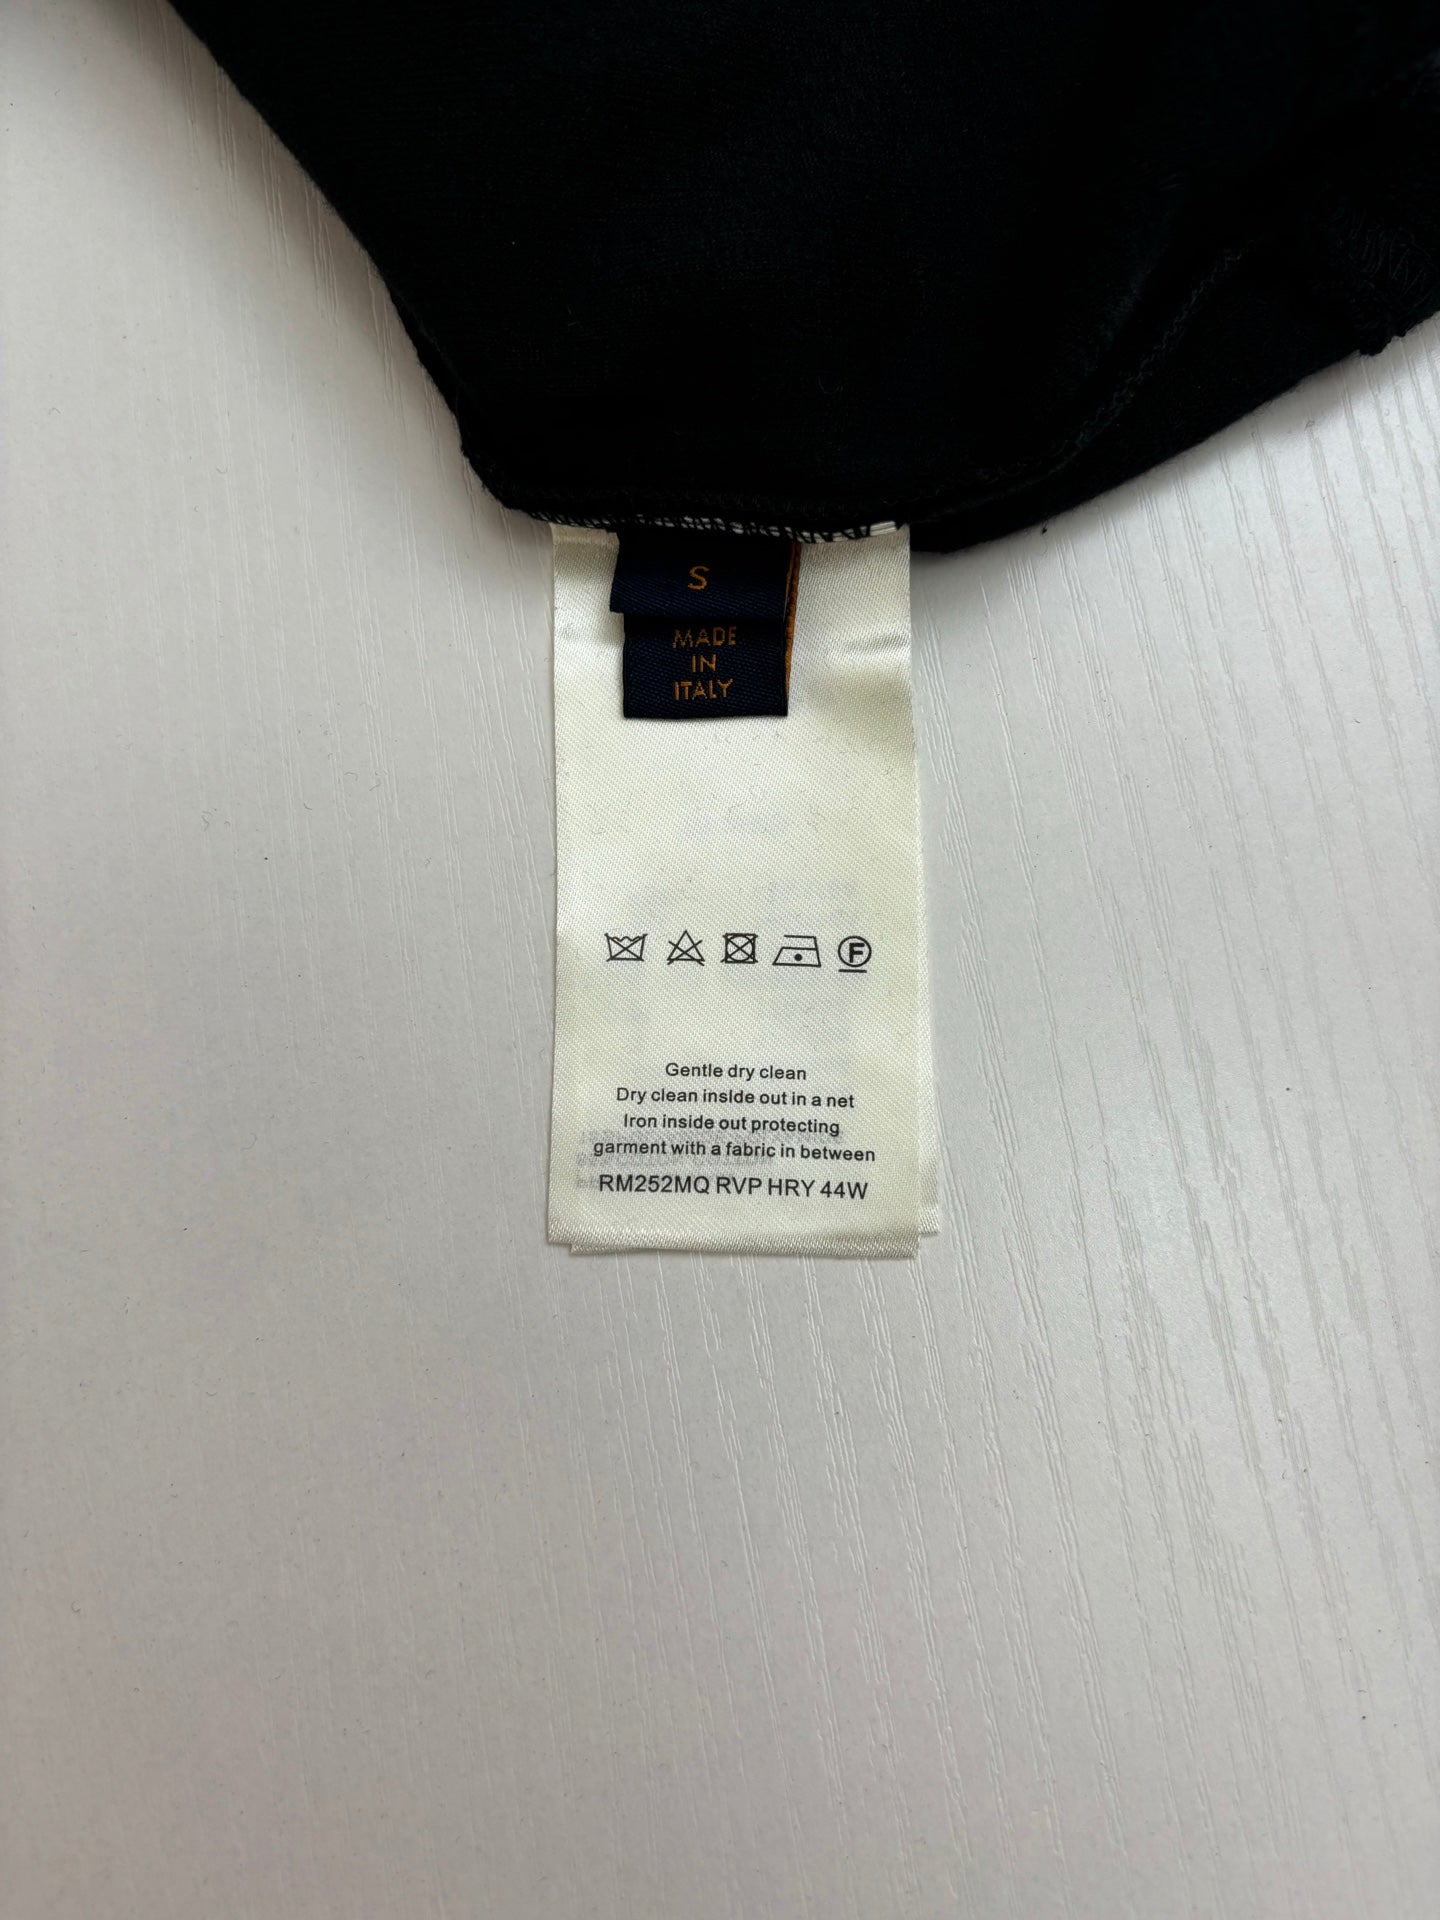 S
MADE
IN
ITALY
F
Gentle dry clean
Dry clean inside out in a net
Iron inside out protecting
garment with a fabric in between
RM252MQ RVP HRY 44W